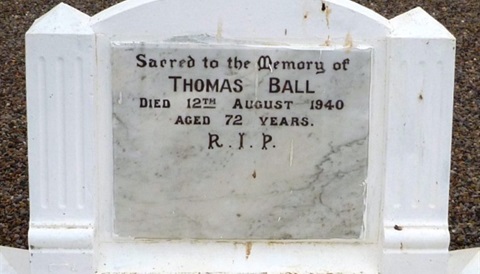 Sacred to the Memory of
THOMAS BALL
DIED 12TH AUGUST 1940
AGED 72 YEARS.
R.I.P.